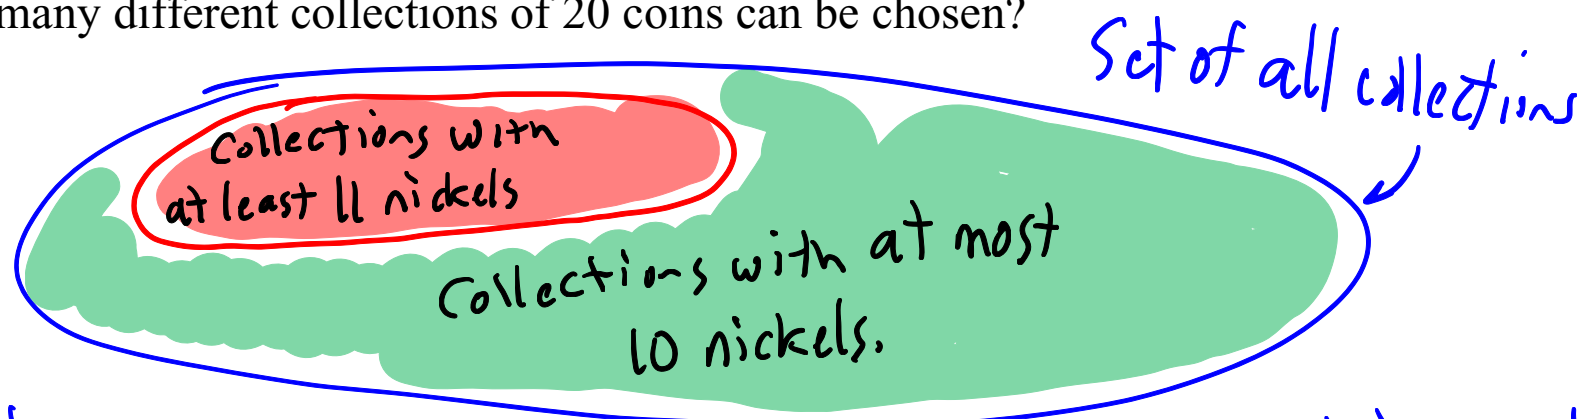 many different collections of 20 coins can be chosen?
Set of all collections
Collections with
at least 11 nickels
Collections with at most
10 nickels.